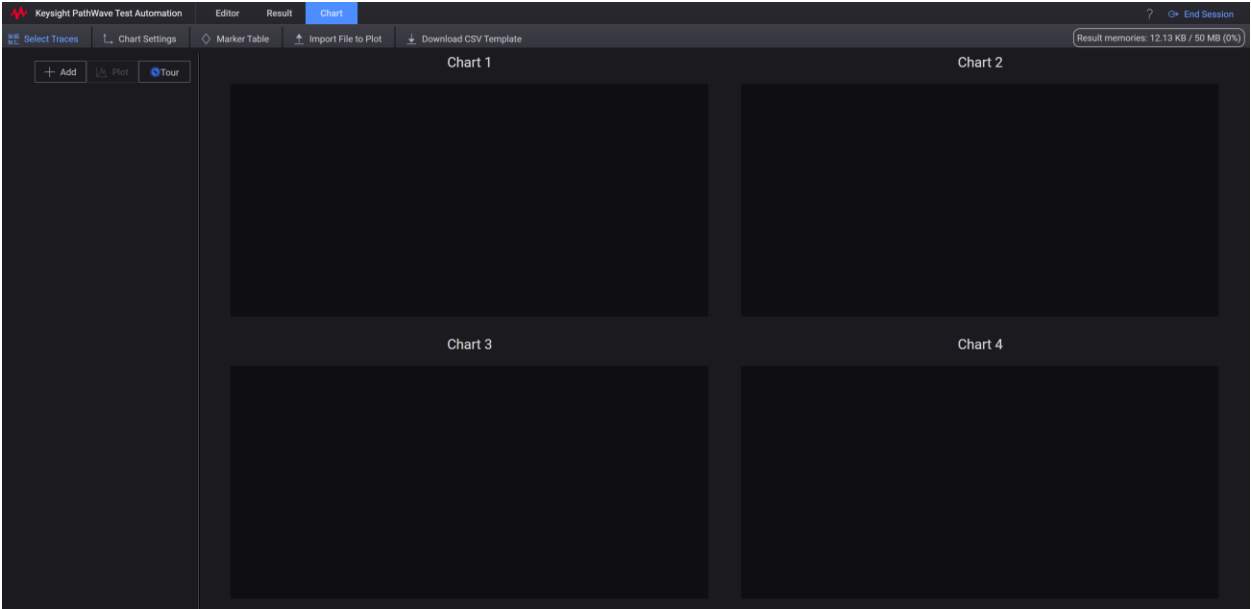 Keysight PathWave Test Automation Editor Result Chart ? End Session
Select Traces Chart Settings Marker Table Import File to Plot Download CSV Template Result memories: 12.13 KB / 50 MB (0%)
+ Add Plot Tour
Chart 1 Chart 2
Chart 3 Chart 4